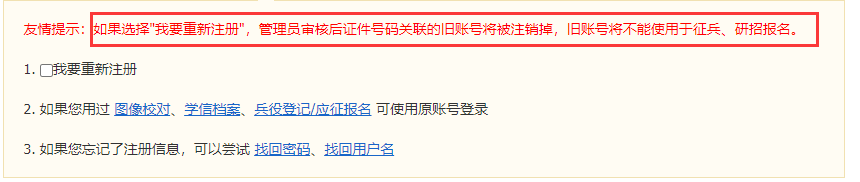 友情提示：如果选择"我要重新注册"，管理员审核后证件号码关联的旧账号将被注销掉，旧账号将不能使用于征兵、研招报名。
1. 我要重新注册
2. 如果您用过 图像校对、学信档案、兵役登记/应征报名 可使用原账号登录
3. 如果您忘记了注册信息，可以尝试 找回密码、找回用户名